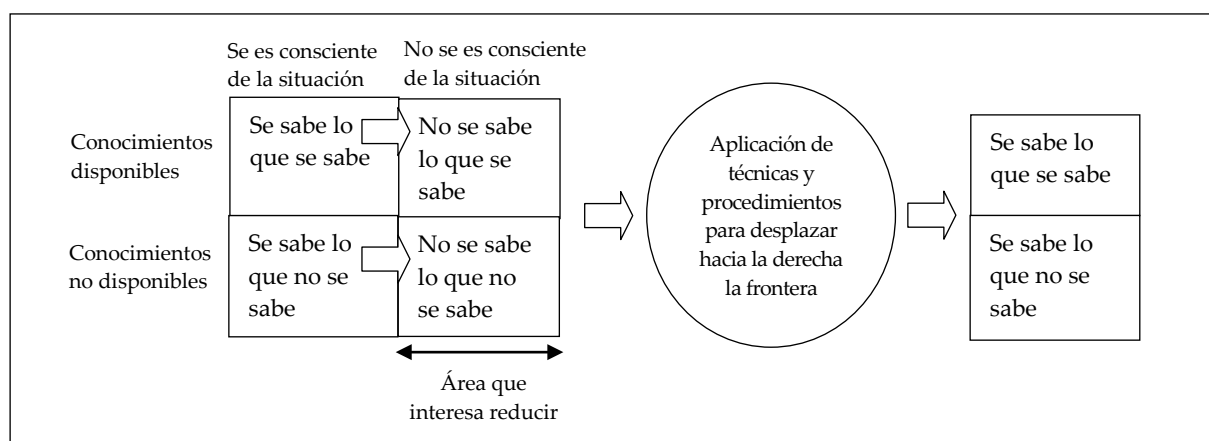 Se es consciente
de la situación
No se es consciente
de la situación
Conocimientos
disponibles
Se sabe lo
que se sabe
No se sabe
lo que se
sabe
Conocimientos
no disponibles
Se sabe lo
que no se
sabe
No se sabe
lo que no
se sabe
Área que
interesa reducir
Aplicación de
técnicas y
procedimientos
para desplazar
hacia la derecha
la frontera
Se sabe lo
que se sabe
Se sabe lo
que no se
sabe